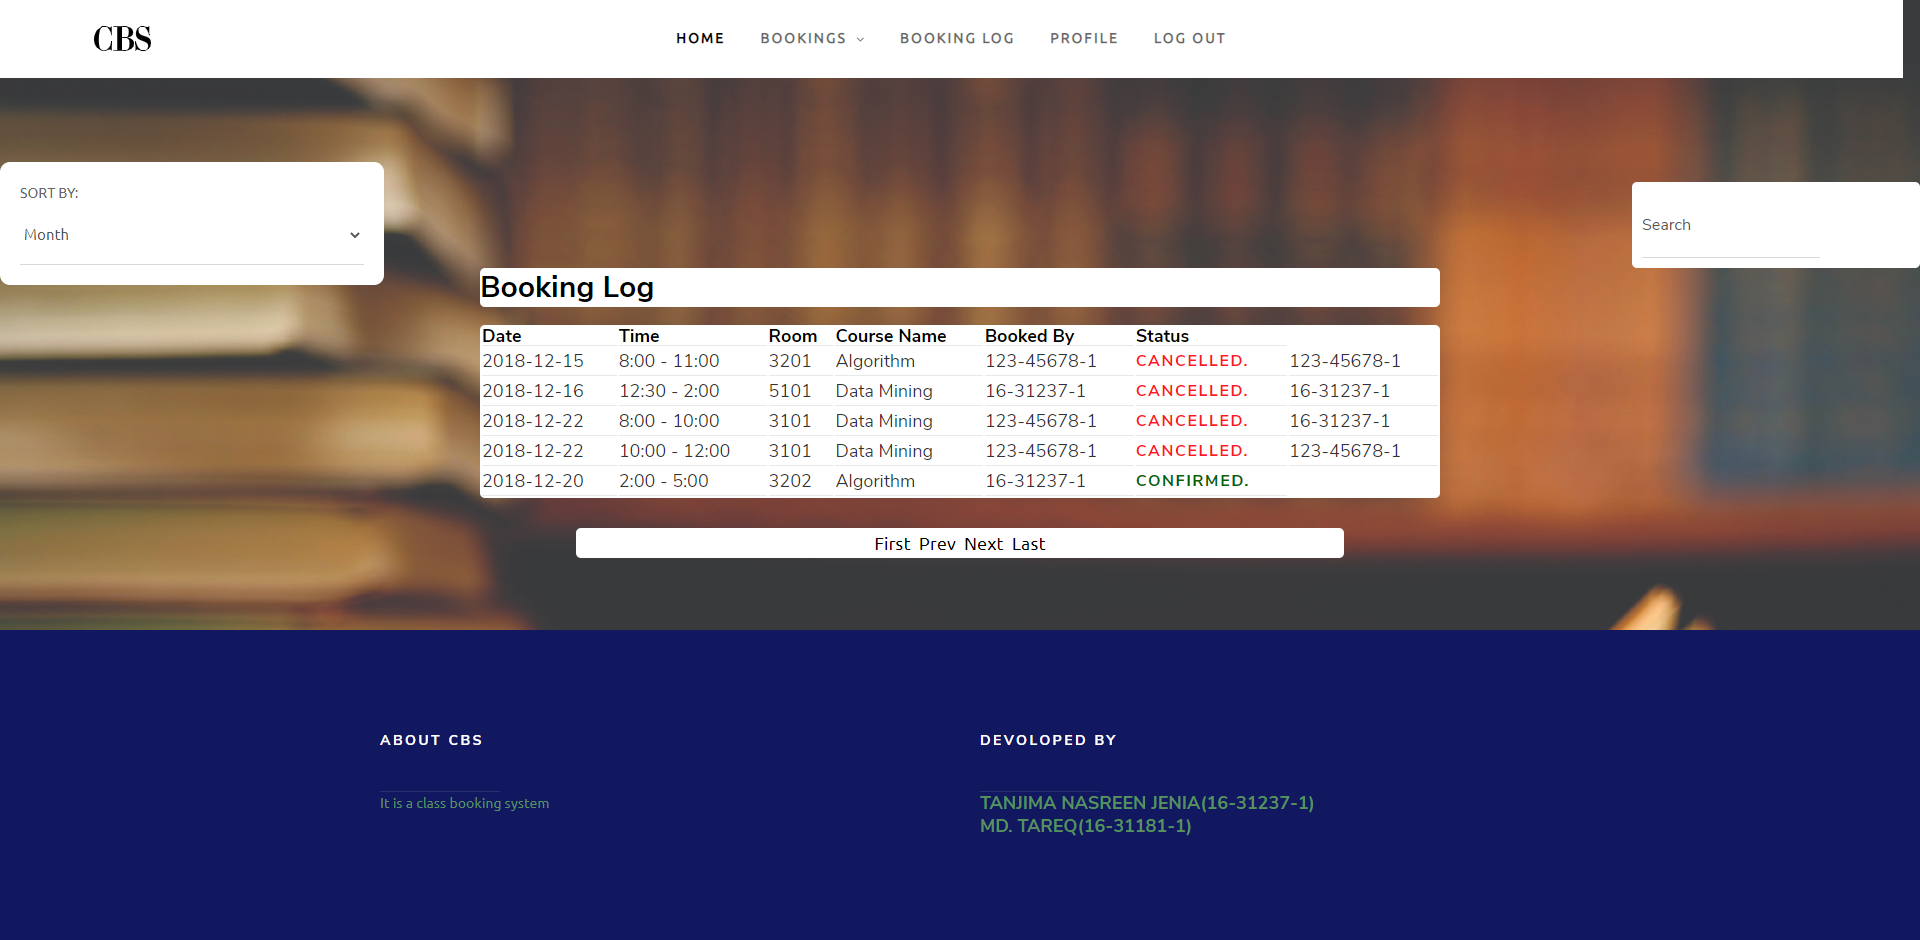 CBS
HOME BOOKINGS BOOKING LOG PROFILE LOG OUT
SORT BY:
Month
Search
Booking Log
Date Time Room Course Name Booked By Status
2018-12-15 8:00 - 11:00 3201 Algorithm 123-45678-1 CANCELLED. 123-45678-1
2018-12-16 12:30 - 2:00 5101 Data Mining 16-31237-1 CANCELLED. 16-31237-1
2018-12-22 8:00 - 10:00 3101 Data Mining 123-45678-1 CANCELLED. 16-31237-1
2018-12-22 10:00 - 12:00 3101 Data Mining 123-45678-1 CANCELLED. 123-45678-1
2018-12-20 2:00 - 5:00 3202 Algorithm 16-31237-1 CONFIRMED.
First Prev Next Last
ABOUT CBS
It is a class booking system
DEVOLOPED BY
TANJIMA NASREEN JENIA(16-31237-1)
MD. TAREQ(16-31181-1)